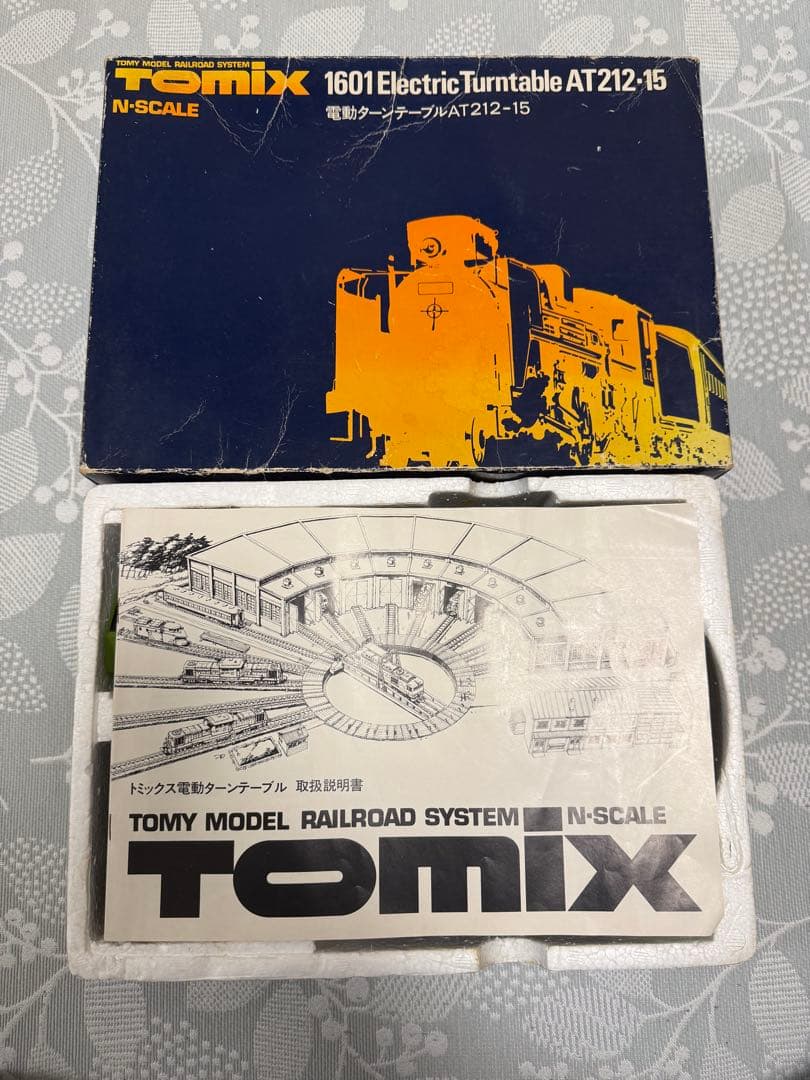 TOMY MODEL RAILROAD SYSTEM
TOMIX
N-SCALE
1601 Electric Turntable AT212-15
電動ターンテーブルAT212-15
トミックス電動ターンテーブル 取扱説明書
TOMY MODEL RAILROAD SYSTEM N-SCALE
TOMIX